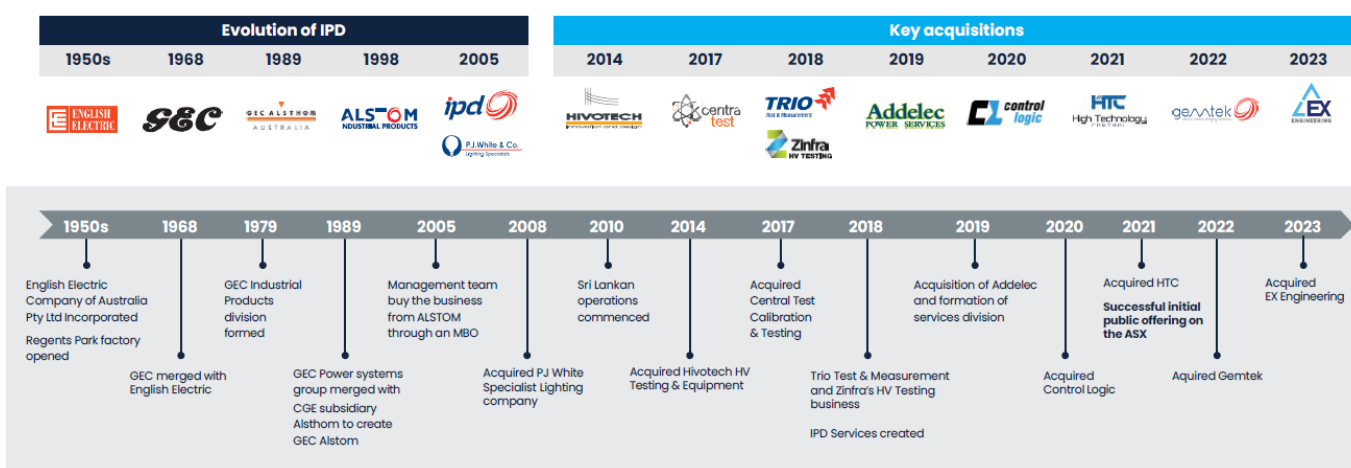 Evolution of IPD
Key acquisitions
1950s
1968
1989
1998
2005
2014
2017
2018
2019
2020
2021
2022
2023
ENGLISH
ELECTRIC
GEC
GEC ALSTHOM
AUSTRALIA
ALSTOM
INDUSTRIAL PRODUCTS
ipd
P.J.White & Co.
Lighting Specialists
HIVOTECH
innovation and design
centra
test
TRIO
Test & Measurement
Zinfra
HV TESTING
Addelec
POWER SERVICES
control
logic
HTC
High Technology
gemtek
EX
ENGINEERING
1950s
1968
1979
1989
2005
2008
2010
2014
2017
2018
2019
2020
2021
2022
2023
English Electric
Company of Australia
Pty Ltd Incorporated
Regents Park factory
opened
GEC merged with
English Electric
GEC Industrial
Products
division
formed
GEC Power systems
group merged with
CGE subsidiary
Alsthom to create
GEC Alstom
Management team
buy the business
from ALSTOM
through an MBO
Acquired PJ White
Specialist Lighting
company
Sri Lankan
operations
commenced
Acquired Hivotech HV
Testing & Equipment
Acquired
Central Test
Calibration
& Testing
Trio Test & Measurement
and Zinfra's HV Testing
business
IPD Services created
Acquisition of Addelec
and formation of
services division
Acquired
Control Logic
Acquired HTC
Successful initial
public offering on
the ASX
Aquired Gemtek
Acquired
EX Engineering